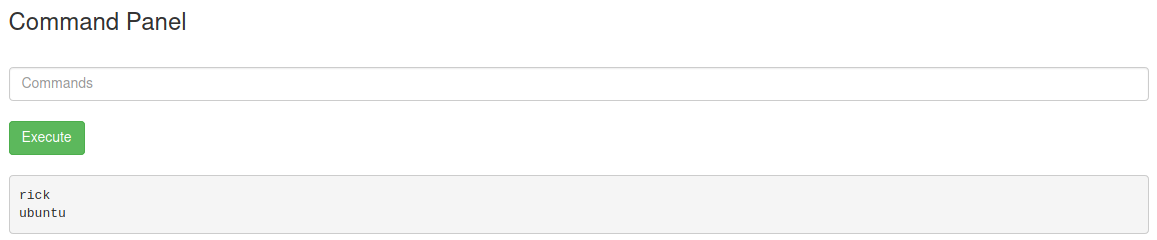 Command Panel
Commands
Execute
rick
ubuntu